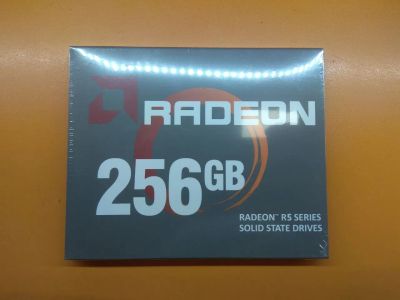 RADEON
256GB
RADEON™ R5 SERIES
SOLID STATE DRIVES